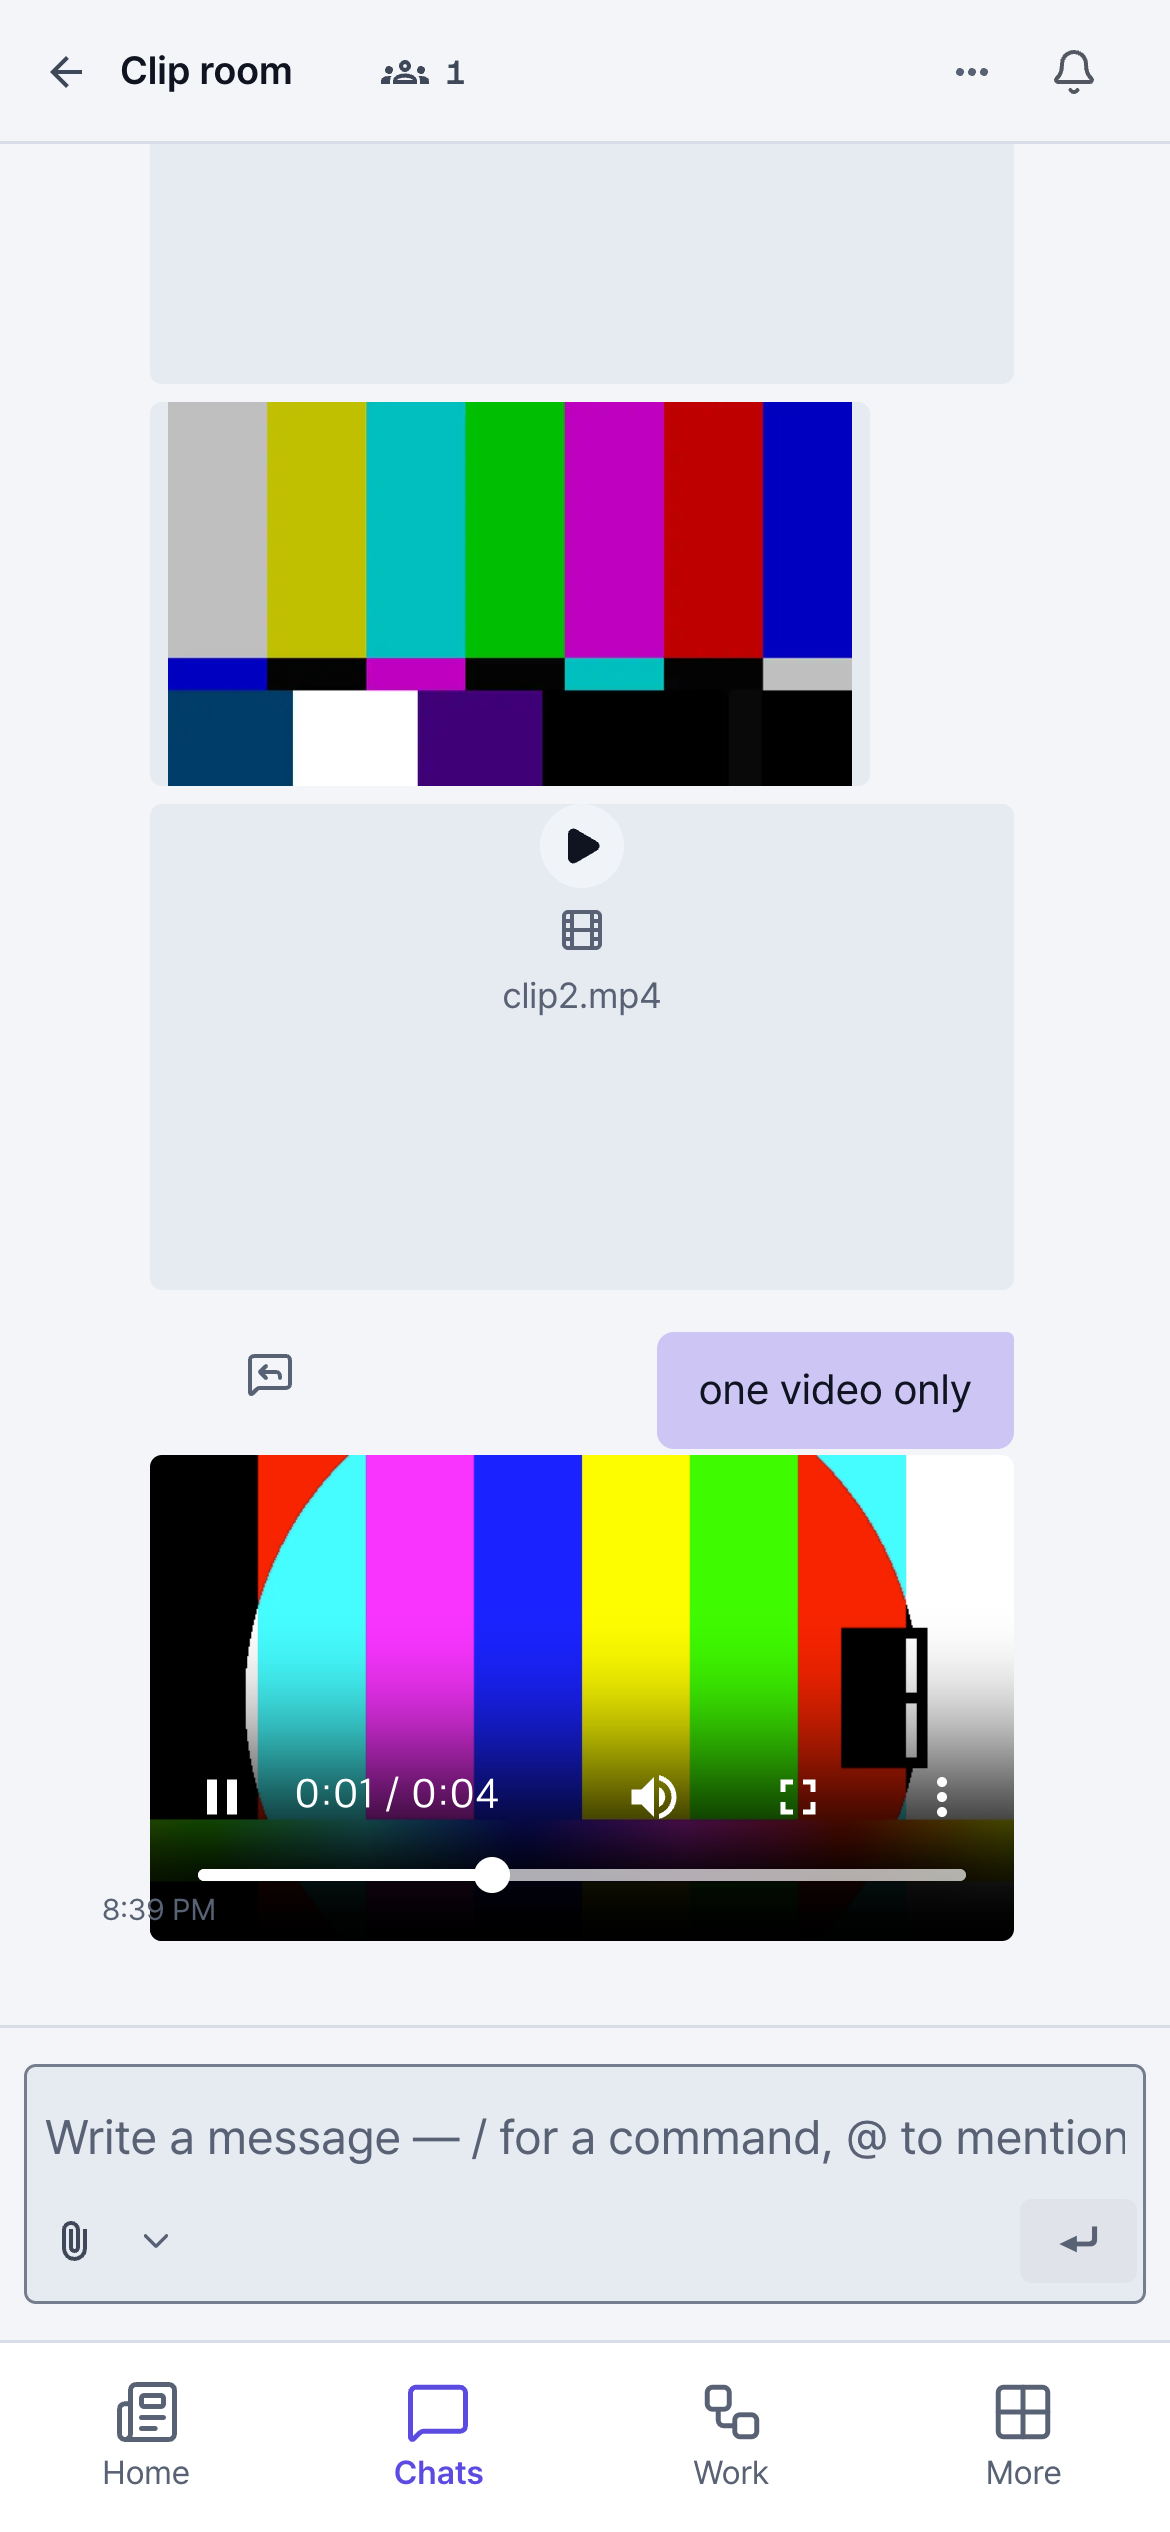 Clip room
1
clip2.mp4
one video only
0:01 / 0:04
8:39 PM
Write a message — / for a command, @ to mention
Home
Chats
Work
More